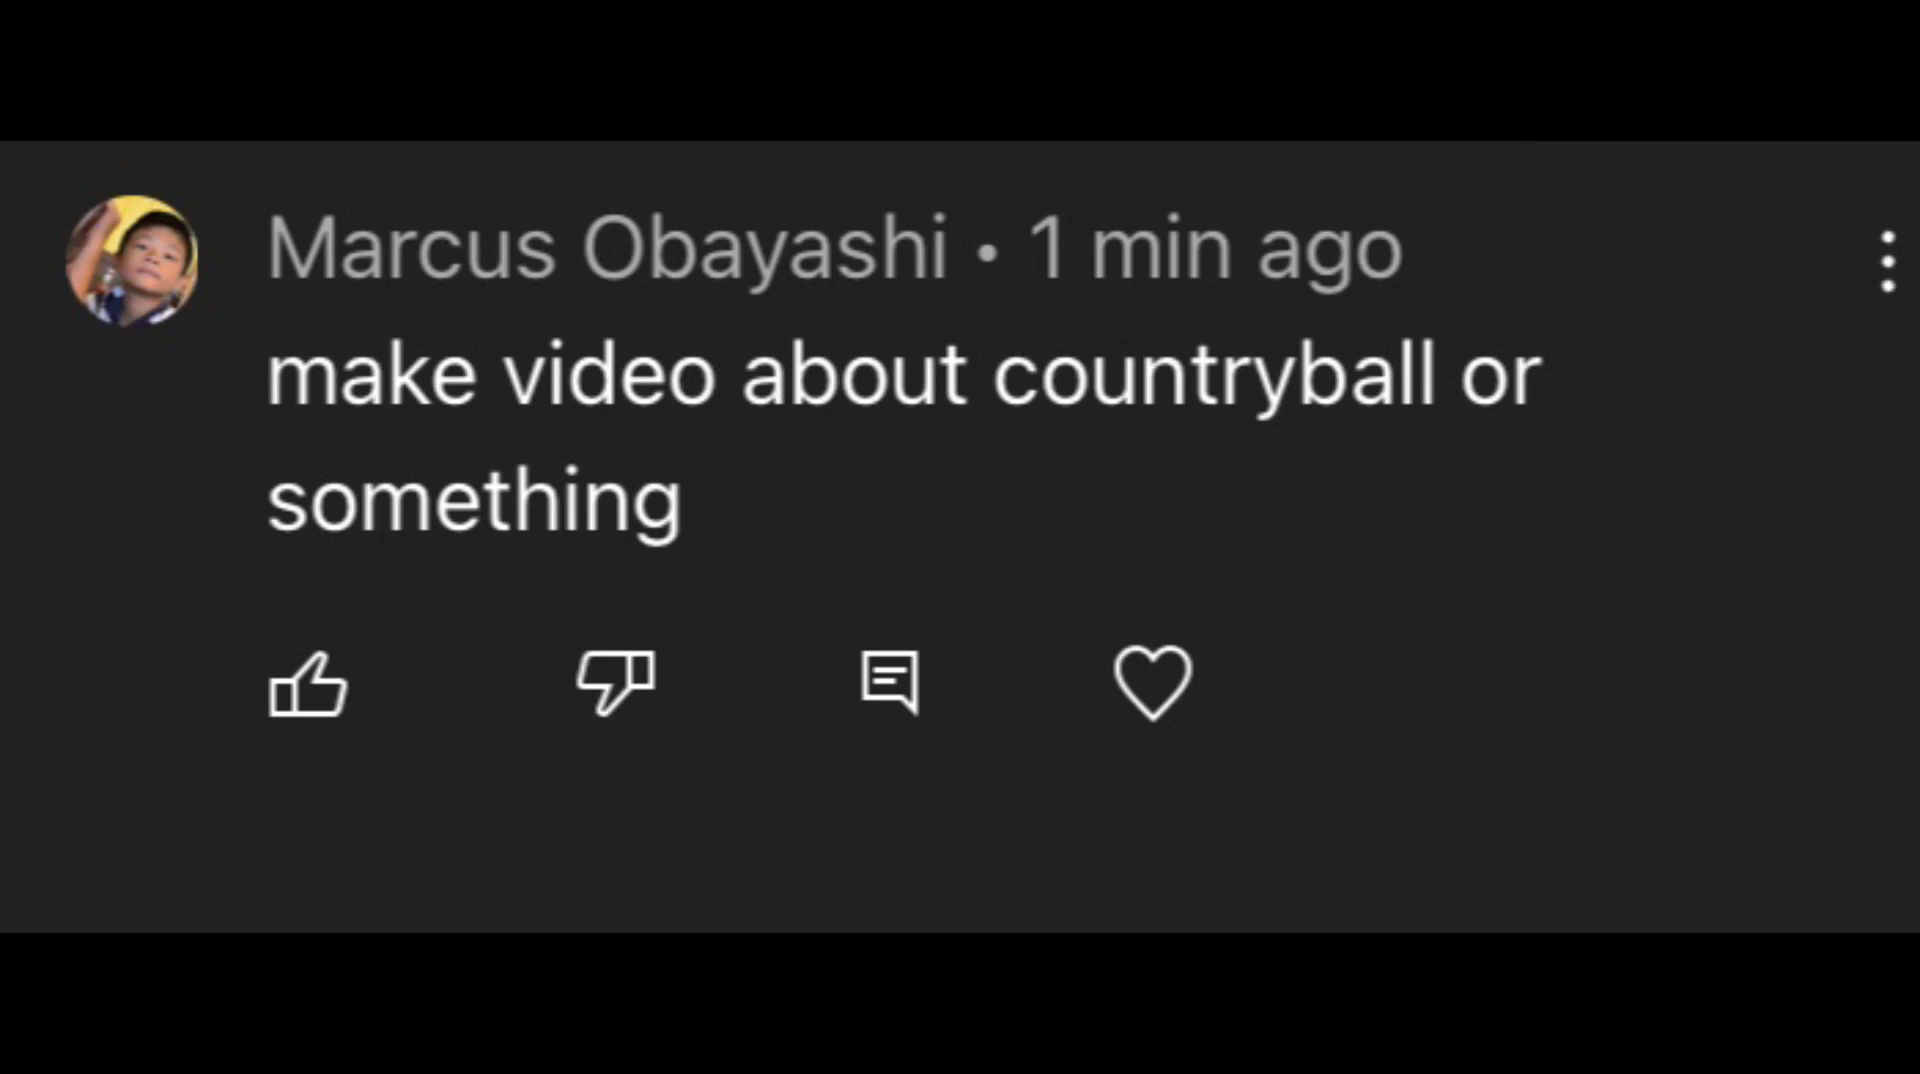 Marcus Obayashi • 1 min ago
make video about countryball or
something